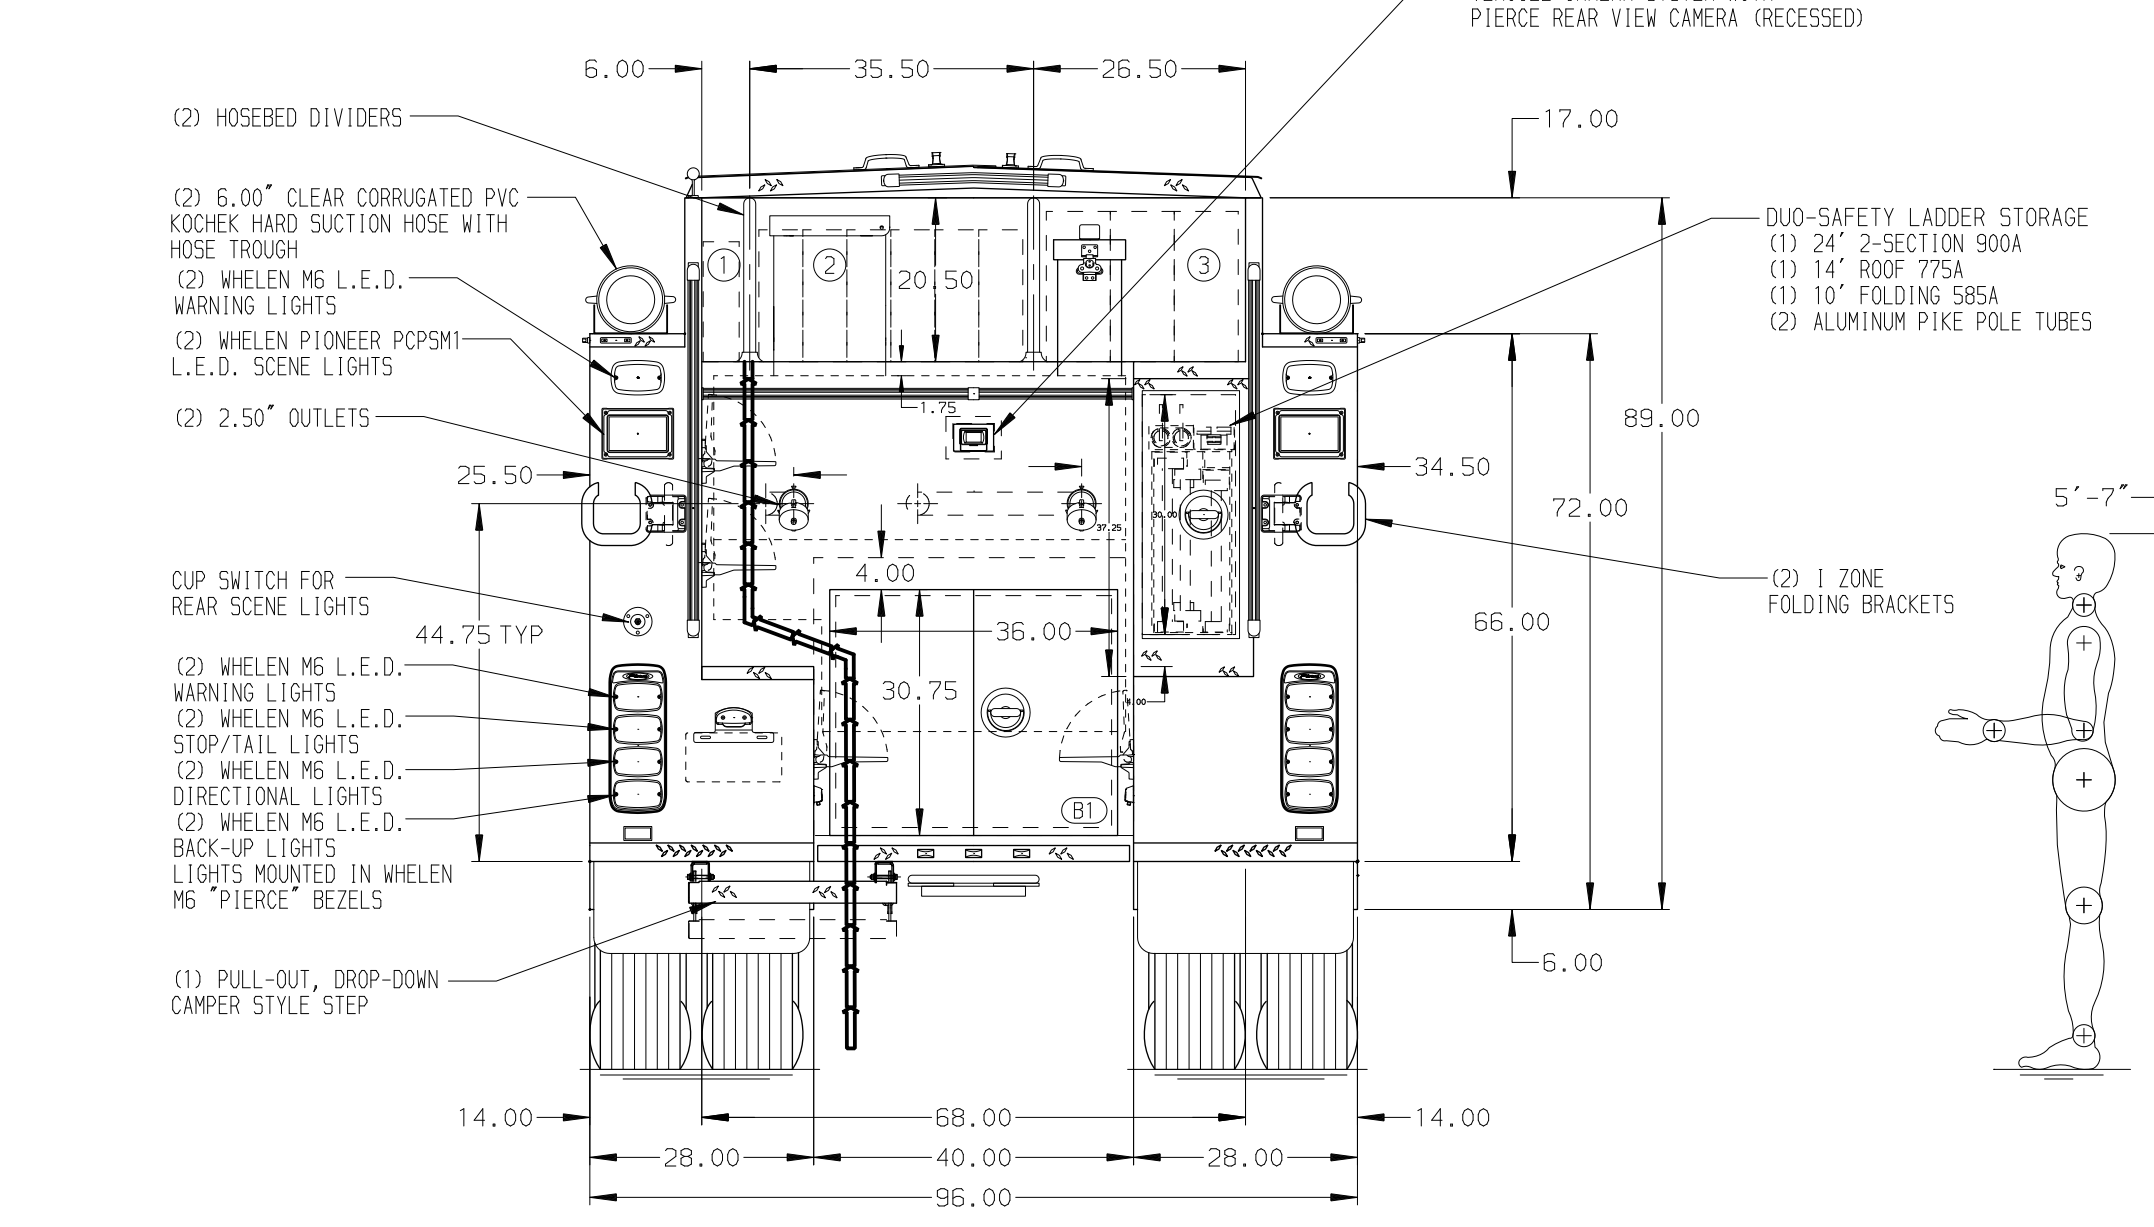 PIERCE REAR VIEW CAMERA (RECESSED)
6.00
35.50
26.50
(2) HOSEBED DIVIDERS
17.00
(2) 6.00" CLEAR CORRUGATED PVC
KOCHEK HARD SUCTION HOSE WITH
HOSE TROUGH
DUO-SAFETY LADDER STORAGE
(1) 24' 2-SECTION 900A
(1) 14' ROOF 775A
(1) 10' FOLDING 585A
(2) ALUMINUM PIKE POLE TUBES
1
2
20.50
3
(2) WHELEN M6 L.E.D.
WARNING LIGHTS
(2) WHELEN PIONEER PCPSM1
L.E.D. SCENE LIGHTS
(2) 2.50" OUTLETS
1.75
89.00
25.50
34.50
72.00
5'-7"
30.00
37.25
4.00
CUP SWITCH FOR
REAR SCENE LIGHTS
(2) I ZONE
FOLDING BRACKETS
44.75 TYP
36.00
66.00
30.75
4.00
(2) WHELEN M6 L.E.D.
WARNING LIGHTS
(2) WHELEN M6 L.E.D.
STOP/TAIL LIGHTS
(2) WHELEN M6 L.E.D.
DIRECTIONAL LIGHTS
(2) WHELEN M6 L.E.D.
BACK-UP LIGHTS
LIGHTS MOUNTED IN WHELEN
M6 "PIERCE" BEZELS
B1
6.00
(1) PULL-OUT, DROP-DOWN
CAMPER STYLE STEP
14.00
68.00
14.00
28.00
40.00
28.00
96.00